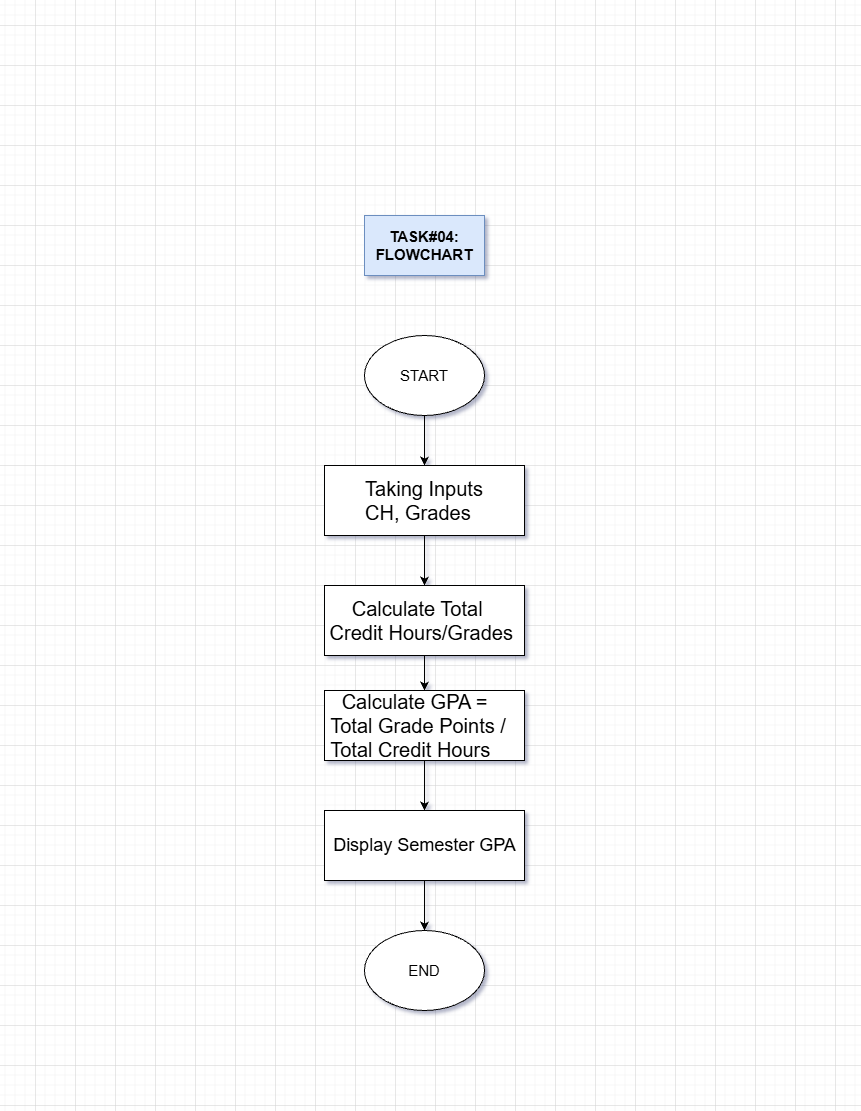 TASK#04:
FLOWCHART
START
Taking Inputs
CH, Grades
Calculate Total
Credit Hours/Grades
Calculate GPA =
Total Grade Points /
Total Credit Hours
Display Semester GPA
END